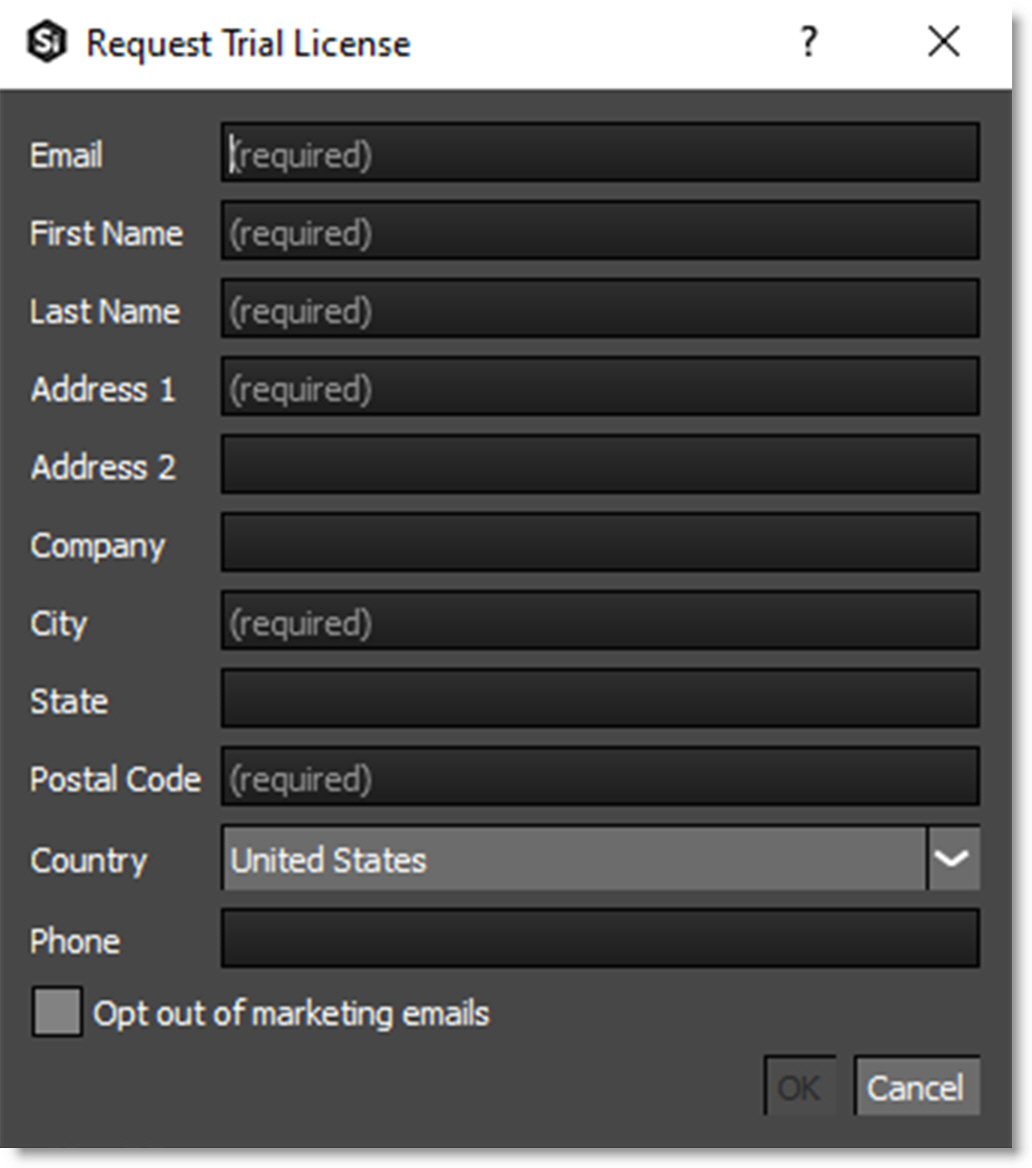 Si Request Trial License ?
Email (required)
First Name (required)
Last Name (required)
Address 1 (required)
Address 2
Company
City (required)
State
Postal Code (required)
Country United States
Phone
Opt out of marketing emails
OK Cancel